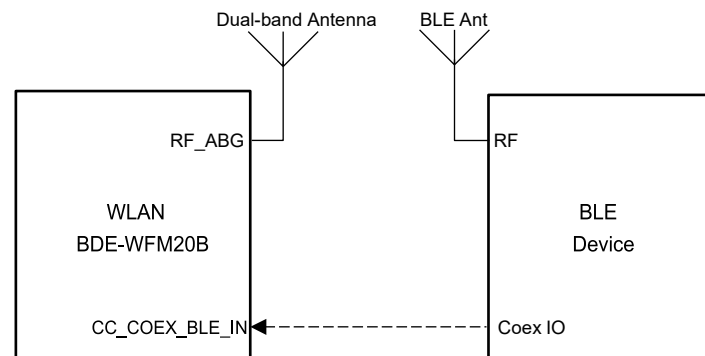 Dual-band Antenna
BLE Ant
RF_ABG
RF
WLAN
BDE-WFM20B
BLE
Device
CC_COEX_BLE_IN
Coex IO